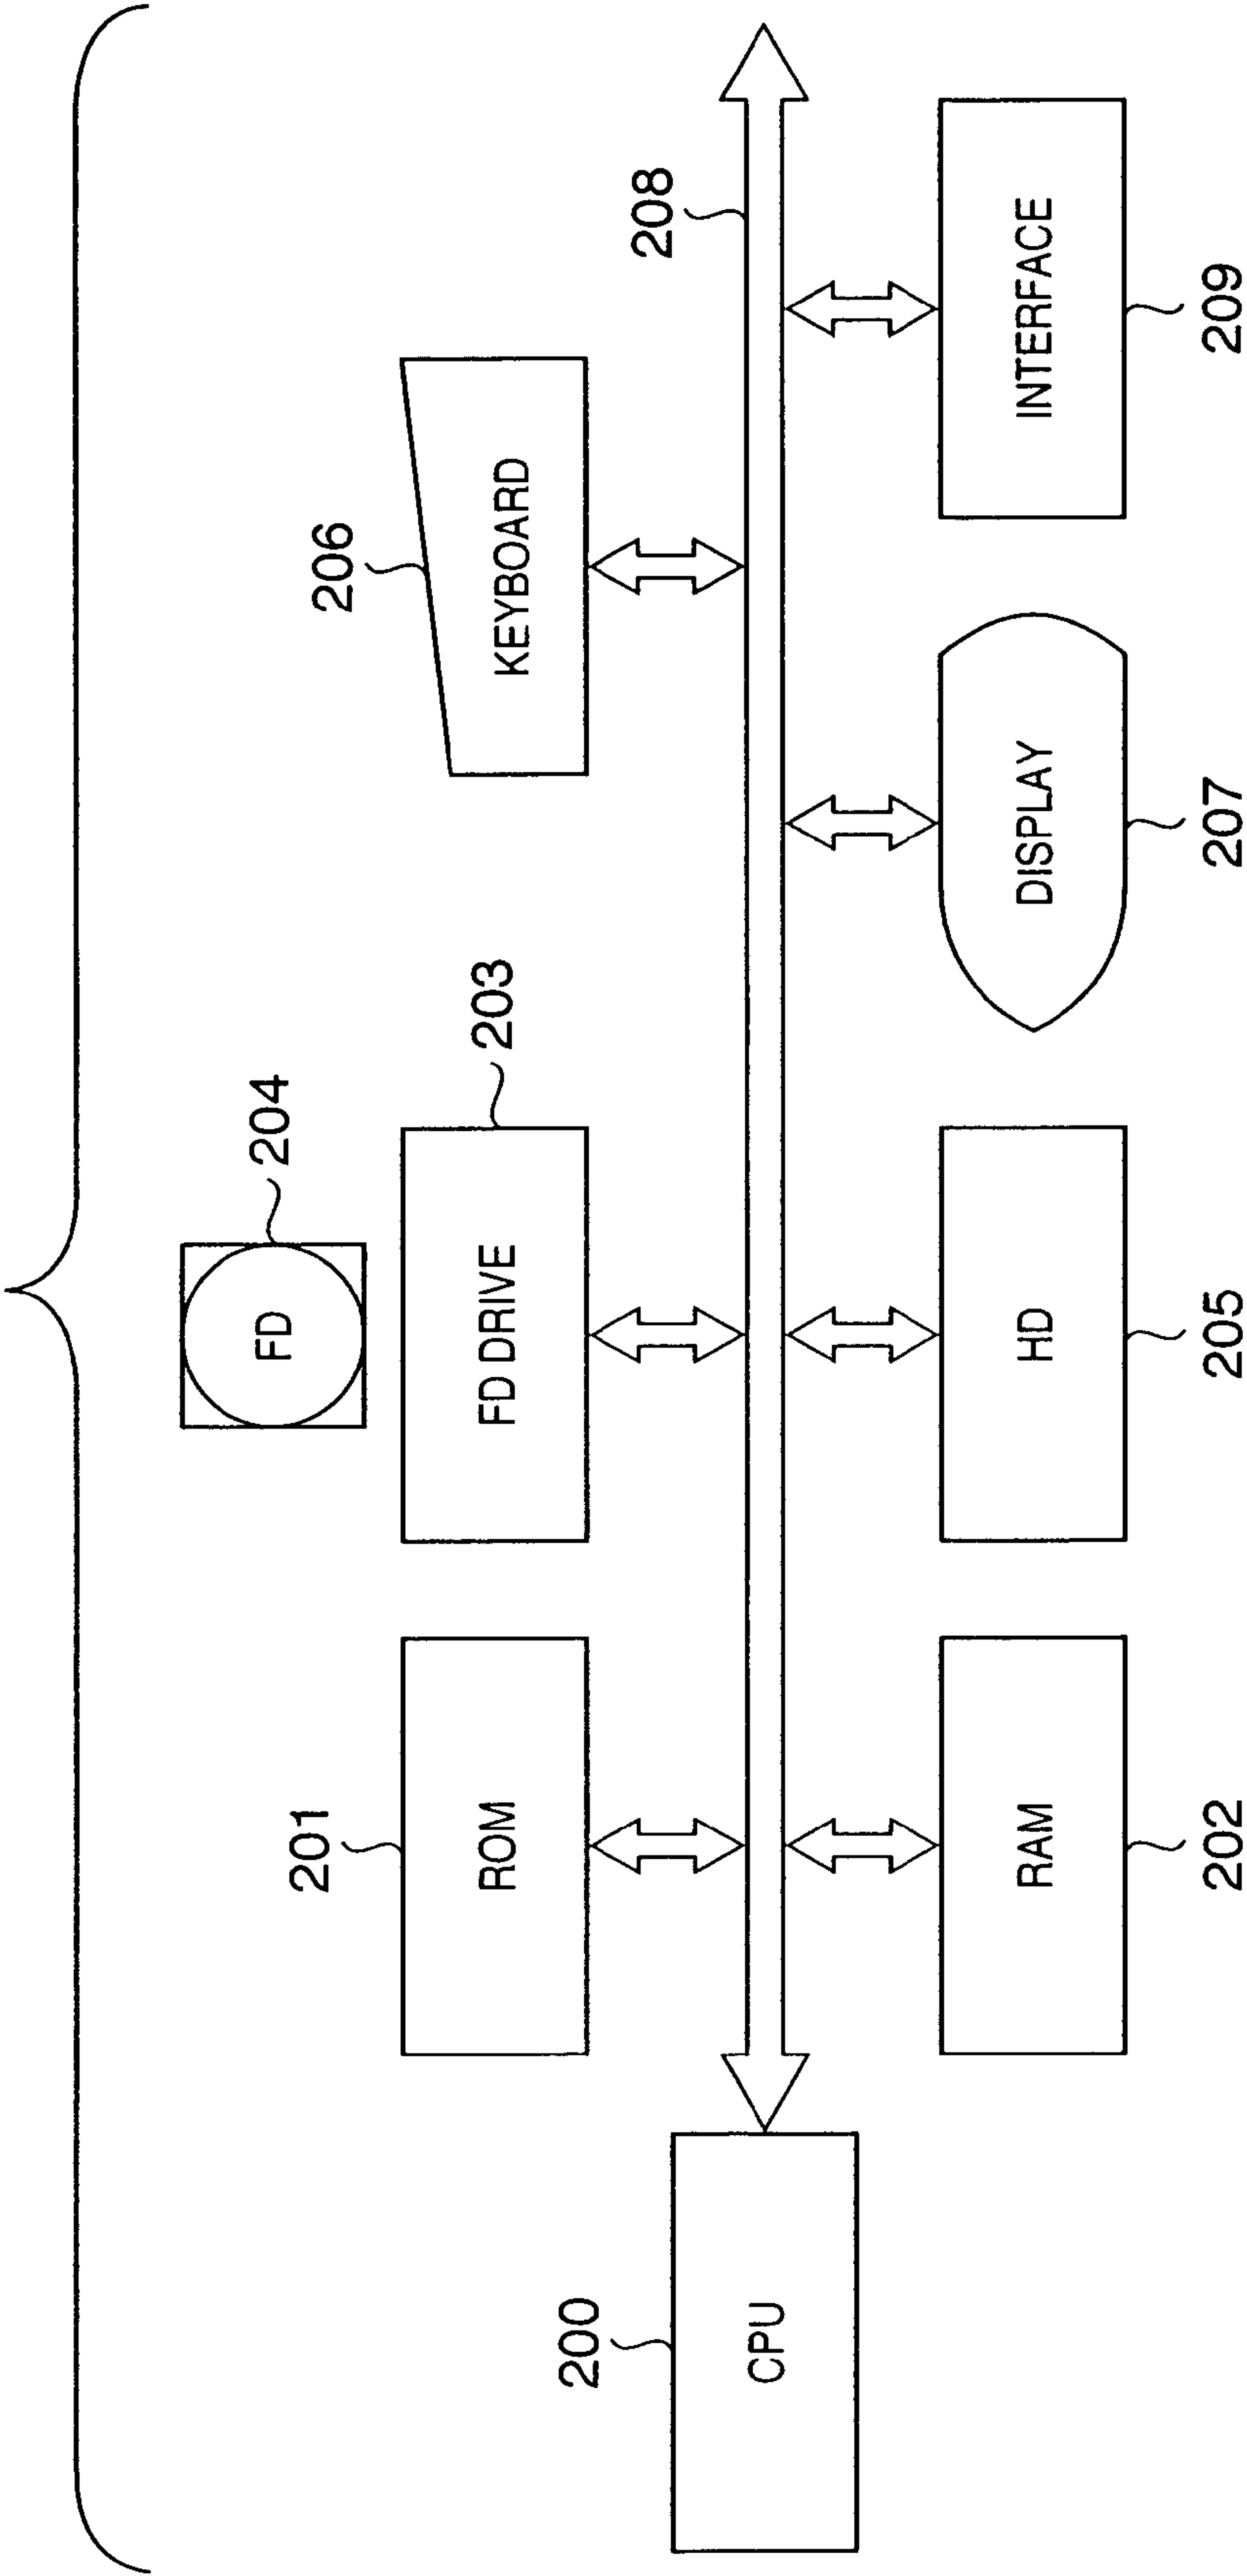 204
FD
201
203
206
ROM
FD DRIVE
KEYBOARD
200
208
CPU
RAM
HD
DISPLAY
INTERFACE
202
205
207
209